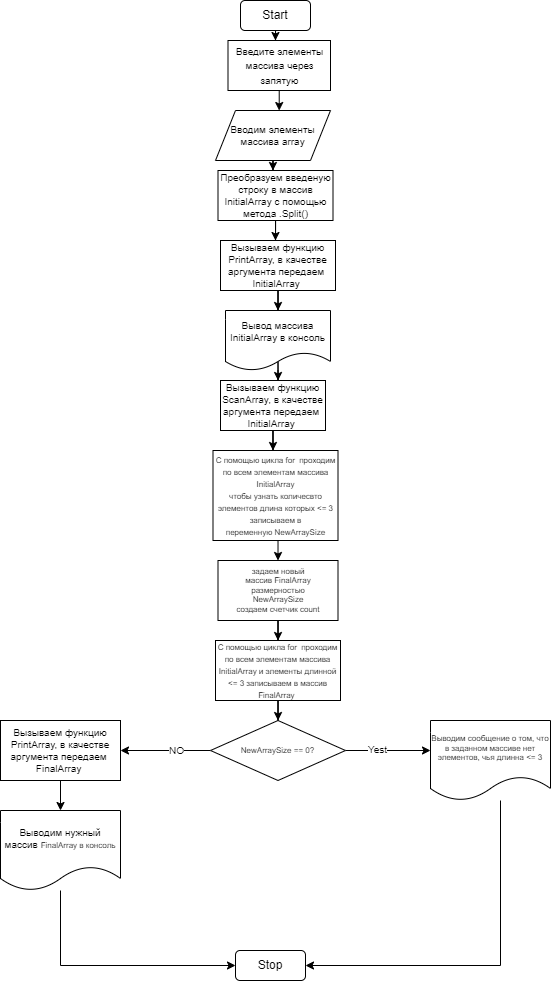 Start
Введите элементы
массива через
запятую
Вводим элементы
массива array
Преобразуем введеную
строку в массив
InitialArray с помощью
метода .Split()
Вызываем функцию
PrintArray, в качестве
аргумента передаем
InitialArray
Вывод массива
InitialArray в консоль
Вызываем функцию
ScanArray, в качестве
аргумента передаем
InitialArray
С помощью цикла for проходим
по всем элементам массива
InitialArray
чтобы узнать количесвто
элементов длина которых <= 3
записываем в
переменную NewArraySize
задаем новый
массив FinalArray
размерностью
NewArraySize
создаем счетчик count
С помощью цикла for проходим
по всем элементам массива
InitialArray и элементы длинной
<= 3 записываем в массив
FinalArray
NewArraySize == 0?
NO
Yest
Вызываем функцию
PrintArray, в качестве
аргумента передаем
FinalArray
Выводим сообщение о том, что
в заданном массиве нет
элементов, чья длинна <= 3
Выводим нужный
массив FinalArray в консоль
Stop